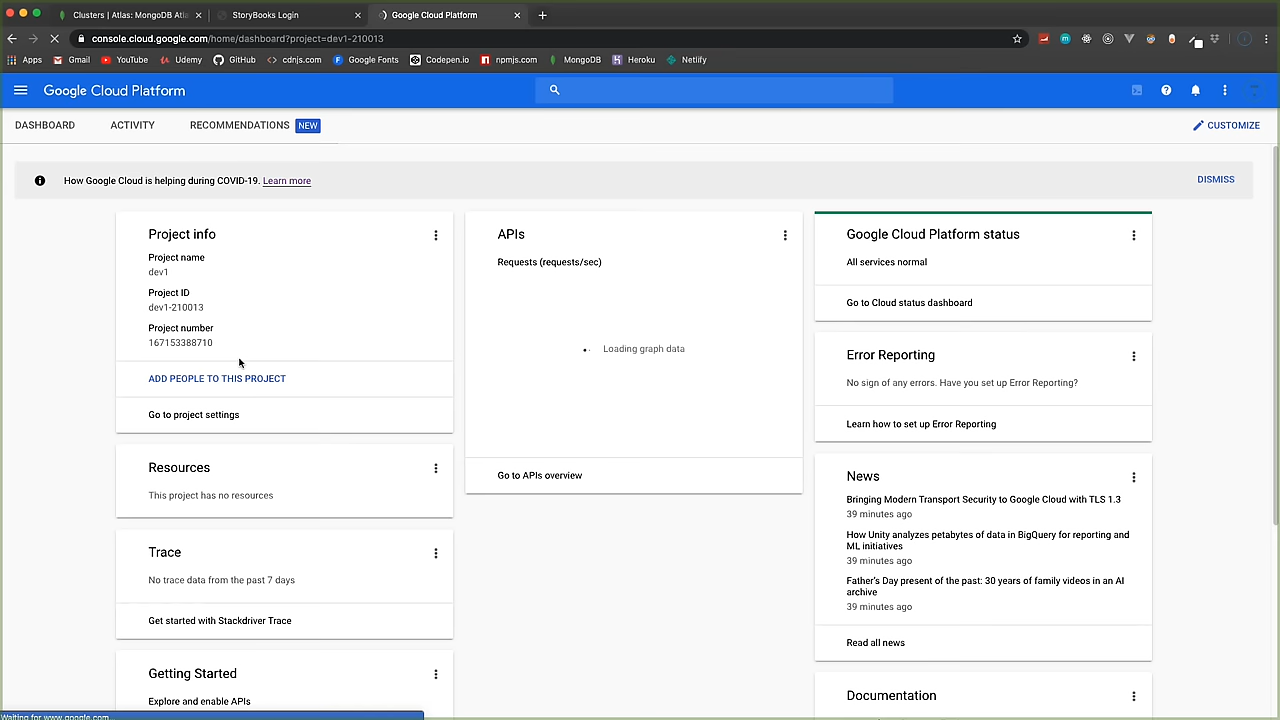 Clusters | Atlas: MongoDB Atla
StoryBooks Login
Google Cloud Platform
console.cloud.google.com/home/dashboard?project=dev1-210013
Apps
Gmail
YouTube
Udemy
GitHub
cdnjs.com
Google Fonts
Codepen.io
npmjs.com
MongoDB
Heroku
Netlify
Google Cloud Platform
DASHBOARD
ACTIVITY
RECOMMENDATIONS NEW
CUSTOMIZE
How Google Cloud is helping during COVID-19. Learn more
DISMISS
Project info
Project name
dev1
Project ID
dev1-210013
Project number
167153388710
ADD PEOPLE TO THIS PROJECT
Go to project settings
Resources
This project has no resources
Trace
No trace data from the past 7 days
Get started with Stackdriver Trace
Getting Started
Explore and enable APIs
APIs
Requests (requests/sec)
Loading graph data
Go to APIs overview
Google Cloud Platform status
All services normal
Go to Cloud status dashboard
Error Reporting
No sign of any errors. Have you set up Error Reporting?
Learn how to set up Error Reporting
News
Bringing Modern Transport Security to Google Cloud with TLS 1.3
39 minutes ago
How Unity analyzes petabytes of data in BigQuery for reporting and
ML initiatives
39 minutes ago
Father's Day present of the past: 30 years of family videos in an AI
archive
39 minutes ago
Read all news
Documentation
Waiting for www.google.com